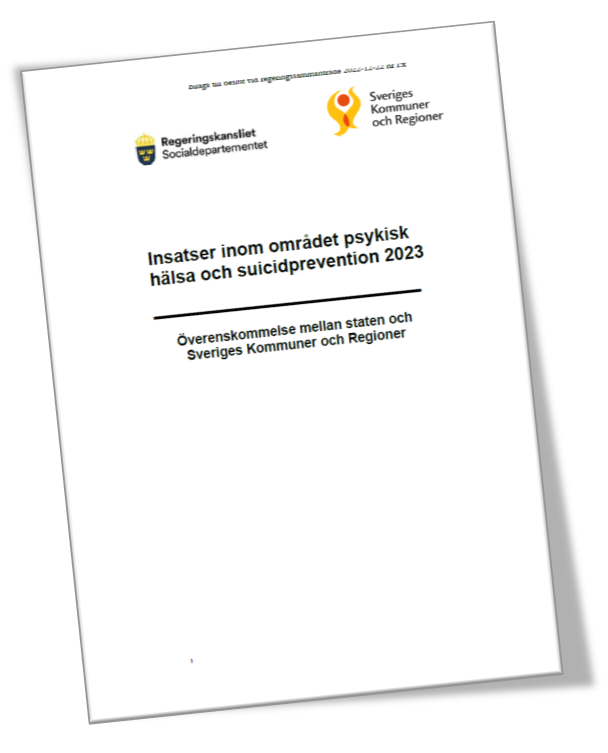 Bilaga till beslut vid regeringssammanträde 2022-12-22 nr
Regeringskansliet
Socialdepartementet
Sveriges
Kommuner
och Regioner
Insatser inom området psykisk
hälsa och suicidprevention 2023
Överenskommelse mellan staten och
Sveriges Kommuner och Regioner
1